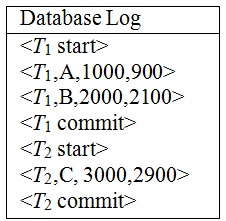 Database Log
<T1 start>
<T1,A,1000,900>
<T1,B,2000,2100>
<T1 commit>
<T2 start>
<T2,C, 3000,2900>
<T2 commit>